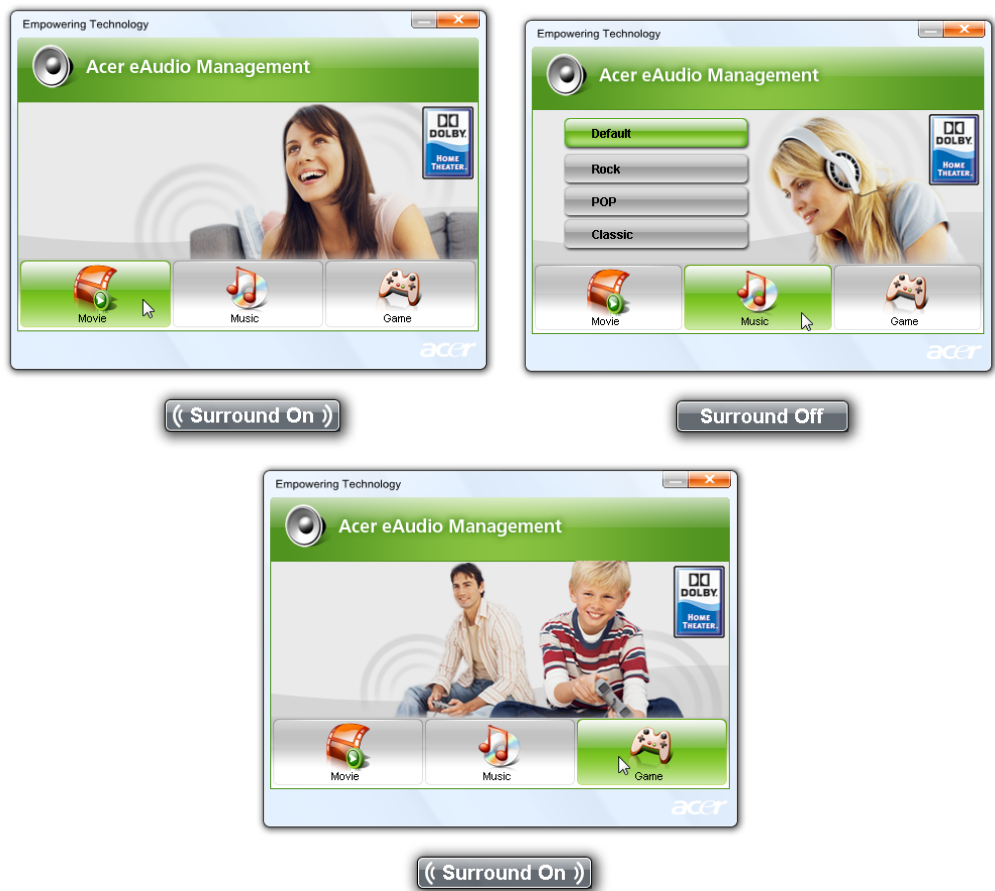 Empowering Technology
Acer eAudio Management
DOLBY.
HOME
THEATER.
Movie
Music
Game
acer
Surround On
Empowering Technology
Acer eAudio Management
Default
Rock
POP
Classic
DOLBY.
HOME
THEATER.
Movie
Music
Game
acer
Surround Off
Empowering Technology
Acer eAudio Management
DOLBY.
HOME
THEATER.
Movie
Music
Game
acer
Surround On